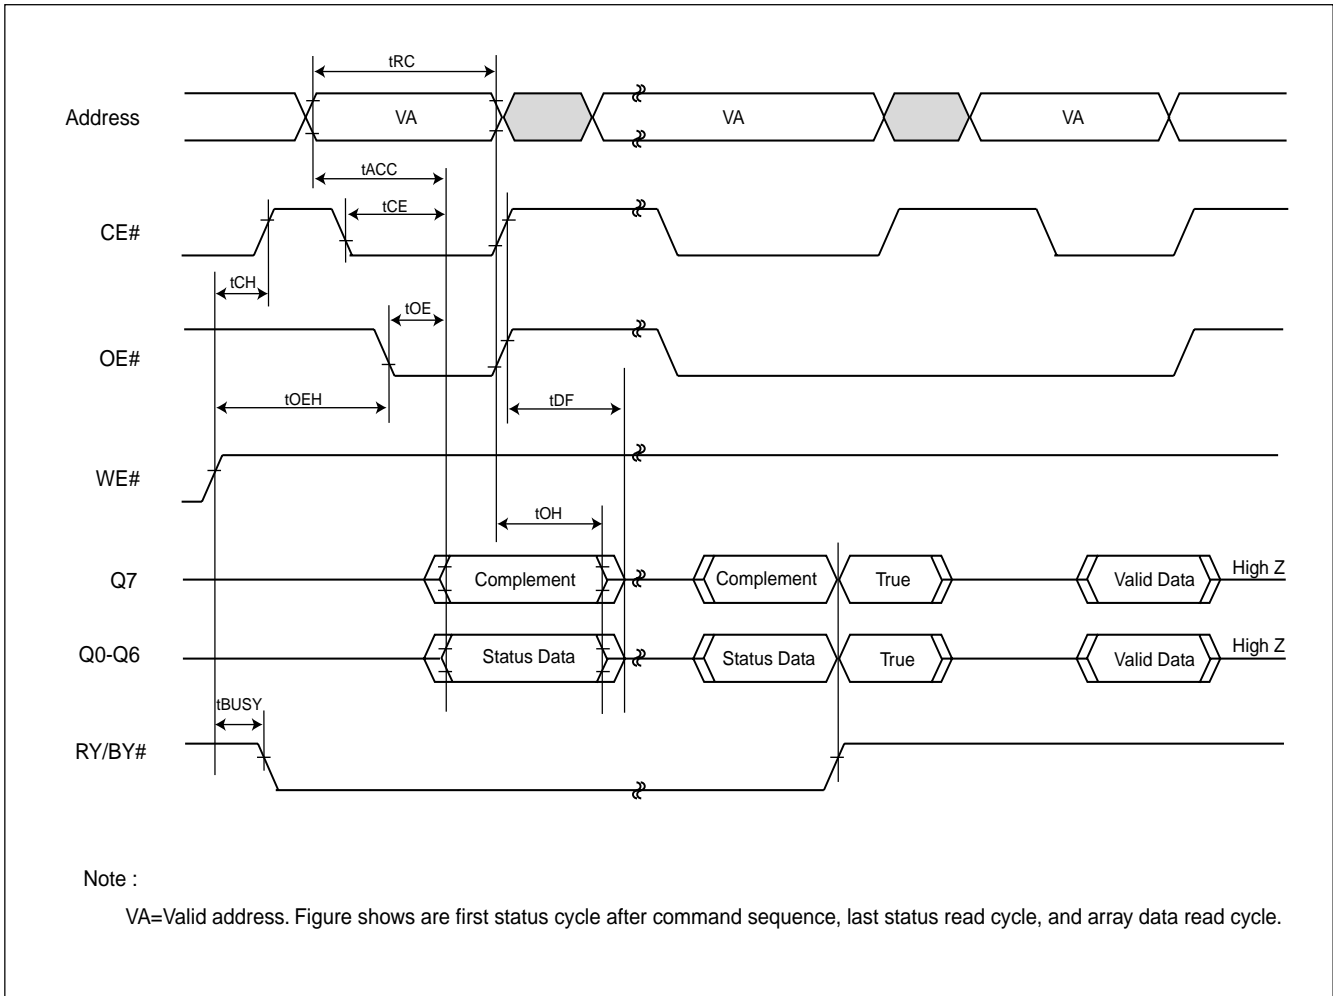 tRC
Address VA VA VA
tACC
tCE
CE#
tCH
tOE
OE#
tOEH tDF
WE#
tOH
Q7 Complement Complement True Valid Data High Z
Q0-Q6 Status Data Status Data True Valid Data High Z
tBUSY
RY/BY#
Note :
VA=Valid address. Figure shows are first status cycle after command sequence, last status read cycle, and array data read cycle.